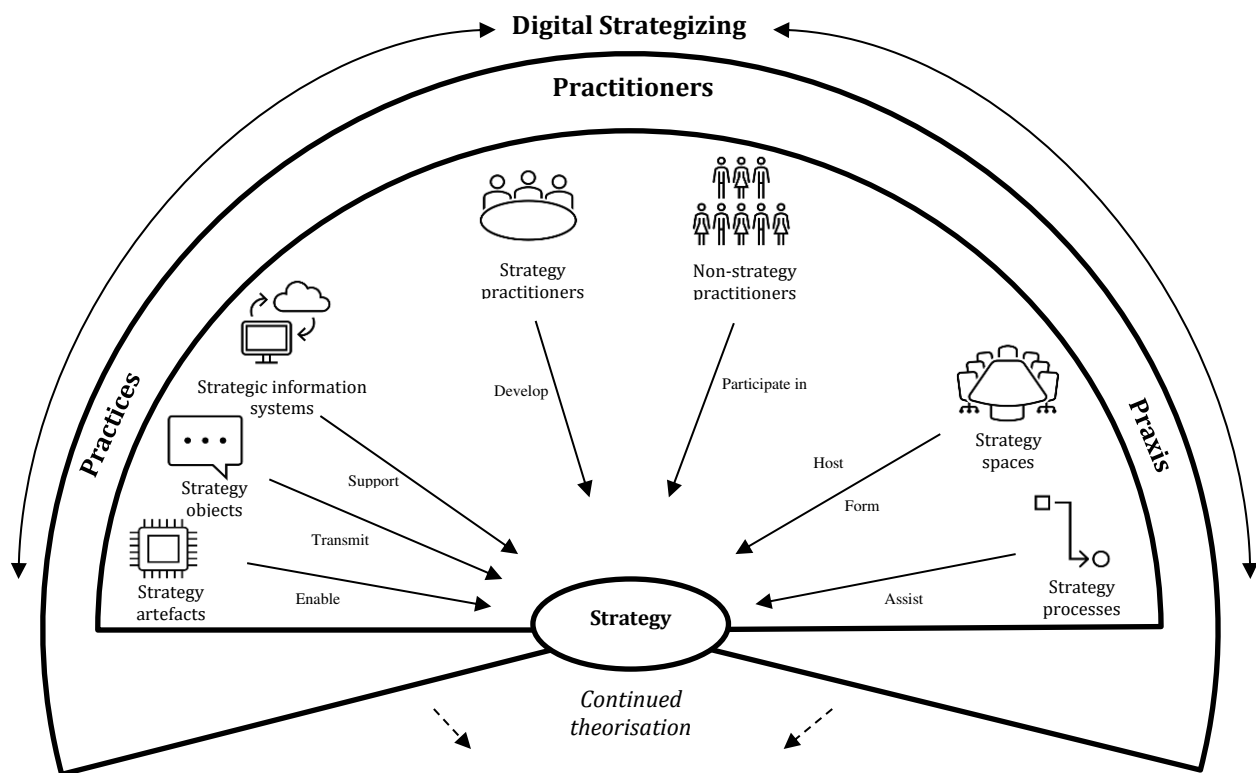 Digital Strategizing
Practitioners
Practices
Praxis
Strategy
practitioners
Non-strategy
practitioners
Strategic information
systems
Develop
Participate in
Strategy
objects
Support
Host
Strategy
spaces
Form
Transmit
Strategy
artefacts
Enable
Assist
Strategy
processes
Strategy
Continued
theorisation